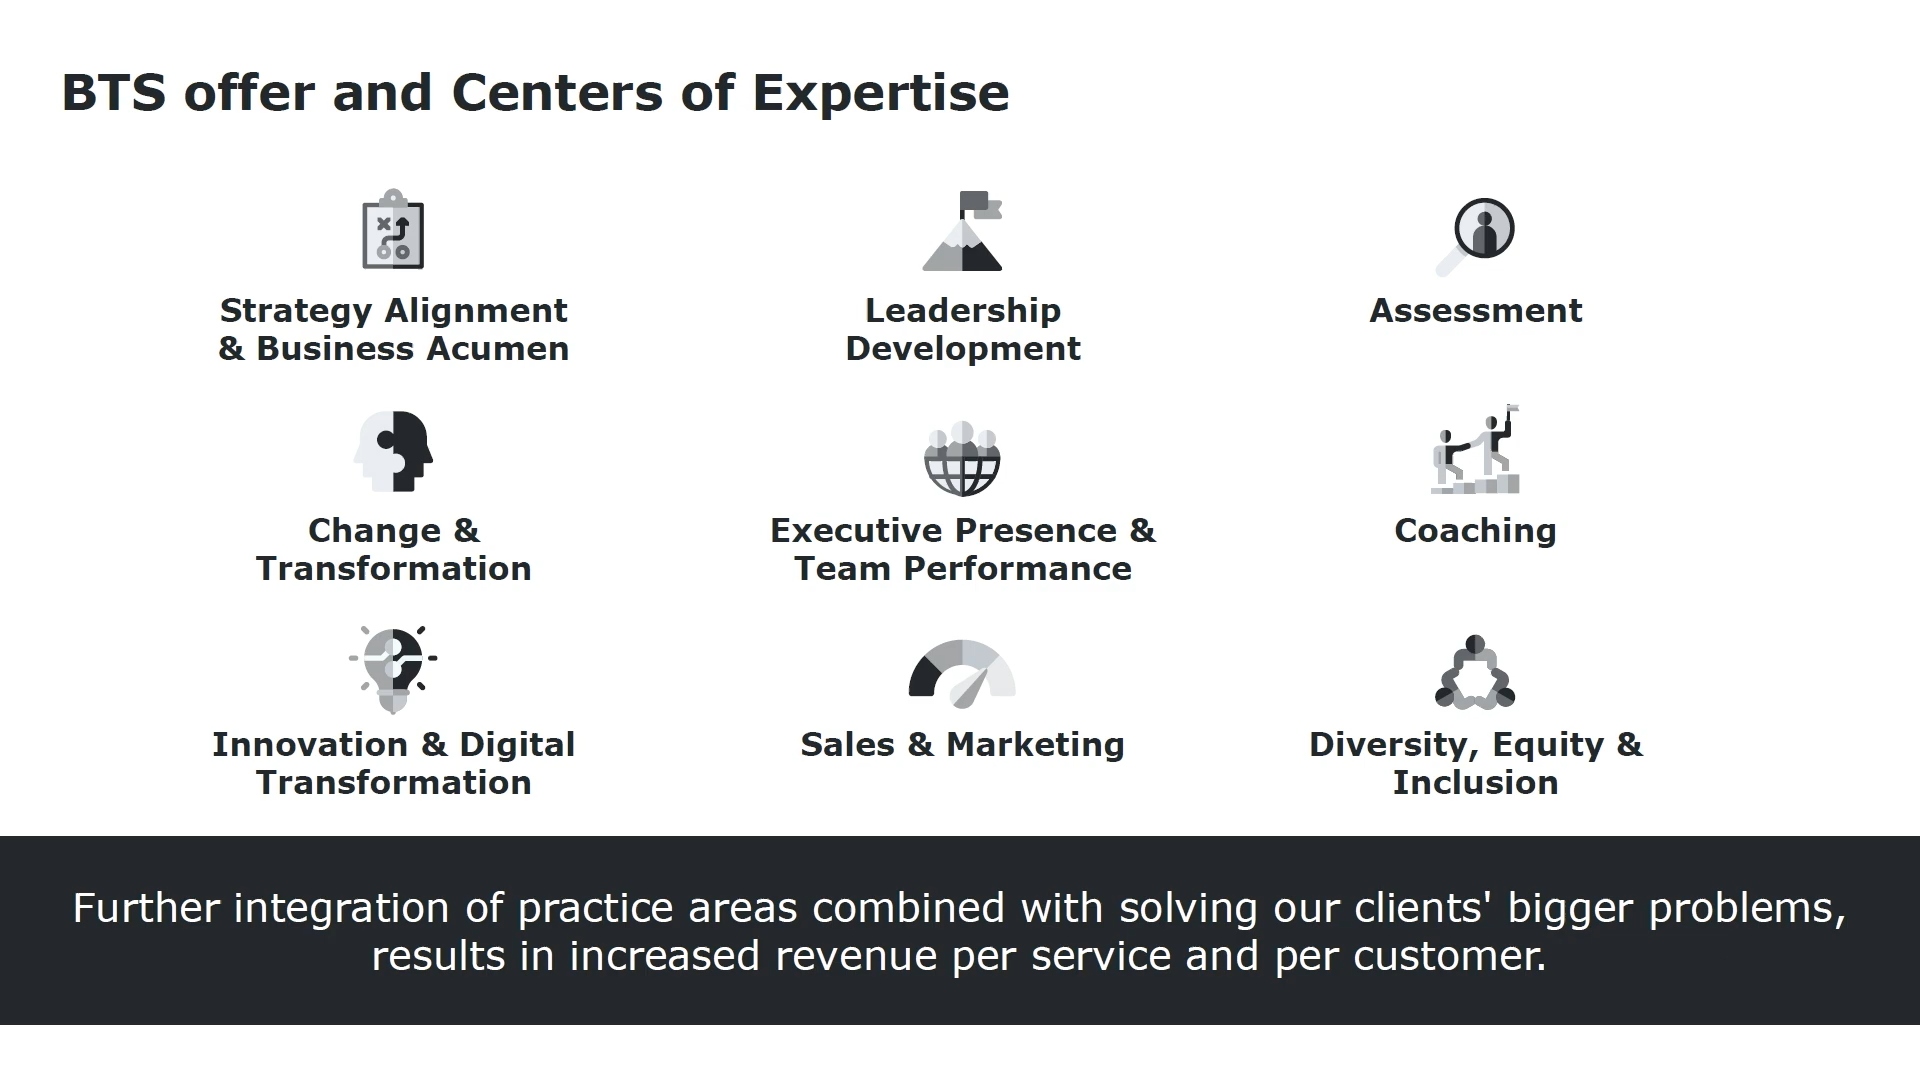 BTS offer and Centers of Expertise
Strategy Alignment
& Business Acumen
Leadership
Development
Assessment
Change &
Transformation
Executive Presence &
Team Performance
Coaching
Innovation & Digital
Transformation
Sales & Marketing
Diversity, Equity &
Inclusion
Further integration of practice areas combined with solving our clients' bigger problems,
results in increased revenue per service and per customer.